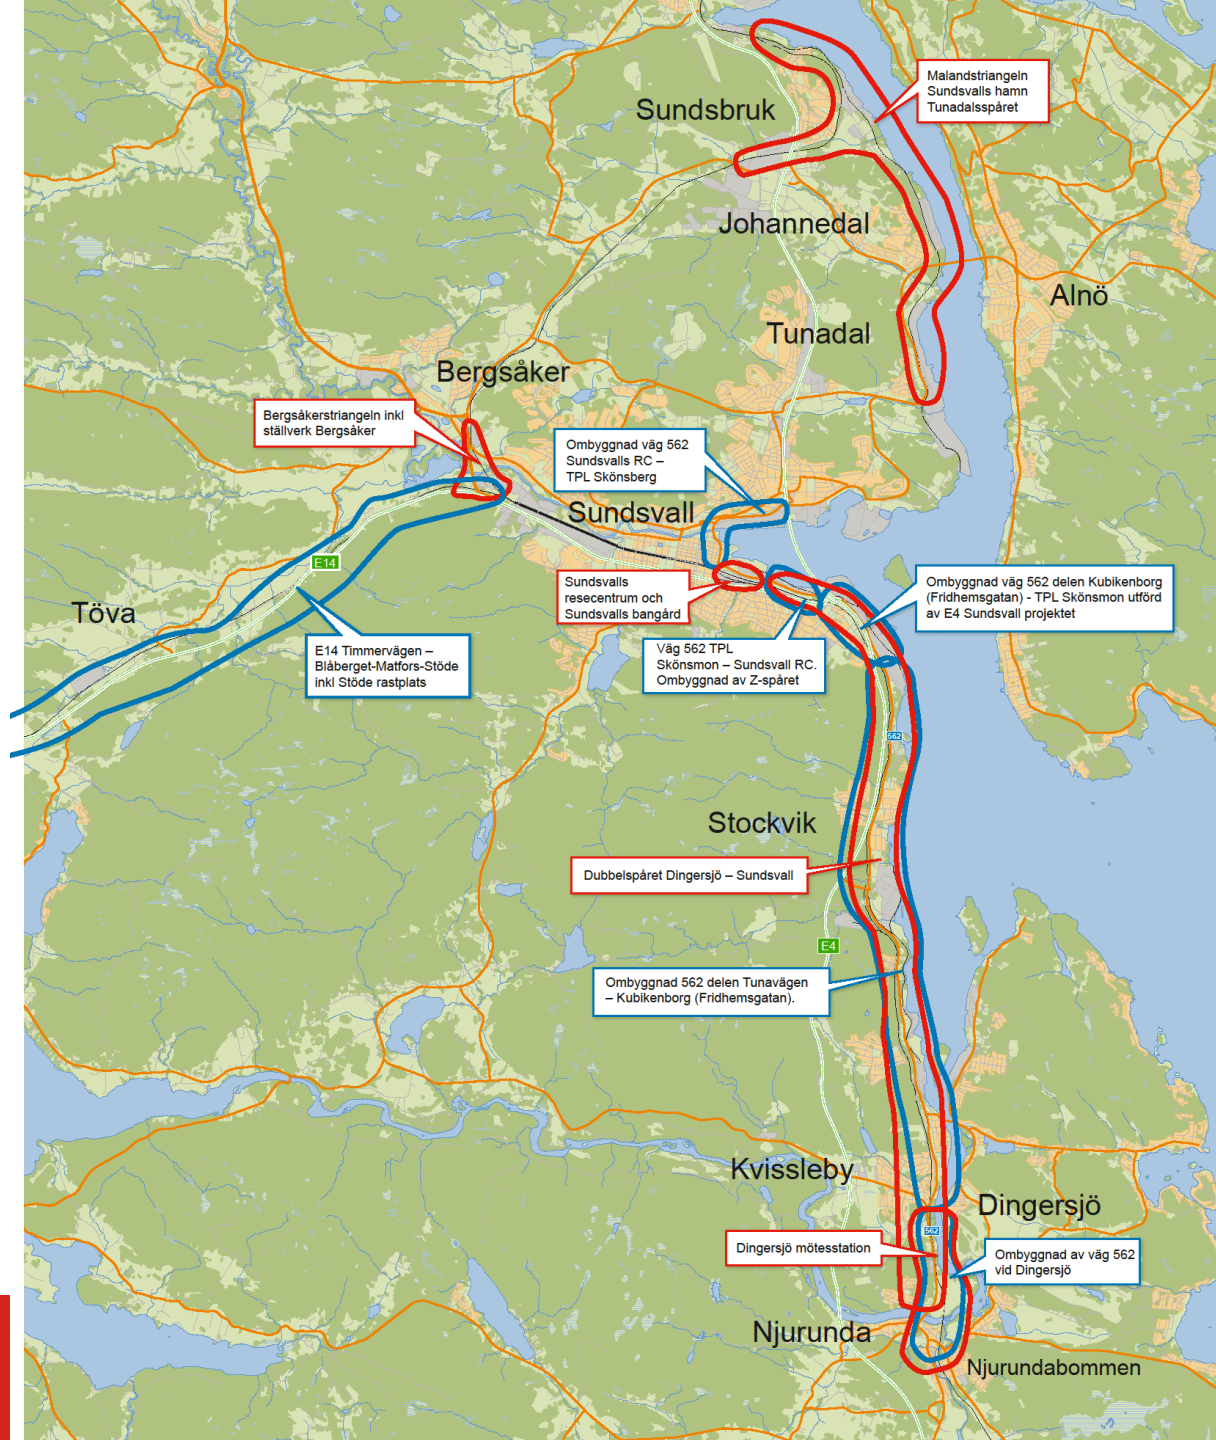 Malandstriangeln
Sundsvalls hamn
Tunadalsspåret
Sundsbruk
Johannedal
Alnö
Tunadal
Bergsåker
Bergsåkerstriangeln inkl
ställverk Bergsåker
Ombyggnad väg 562
Sundsvalls RC –
TPL Skönsberg
Sundsvall
E14
Sundsvalls
resecentrum och
Sundsvalls bangård
Ombyggnad väg 562 delen Kubikenborg
(Fridhemsgatan) - TPL Skönsmon utförd
av E4 Sundsvall projektet
Töva
E14 Timmervägen –
Blåberget-Matfors-Stöde
inkl Stöde rastplats
Väg 562 TPL
Skönsmon – Sundsvall RC.
Ombyggnad av Z-spåret
562
Stockvik
Dubbelspåret Dingersjö – Sundsvall
E4
Ombyggnad 562 delen Tunavägen
– Kubikenborg (Fridhemsgatan).
Kvissleby
Dingersjö
562
Dingersjö mötesstation
Ombyggnad av väg 562
vid Dingersjö
Njurunda
Njurundabommen